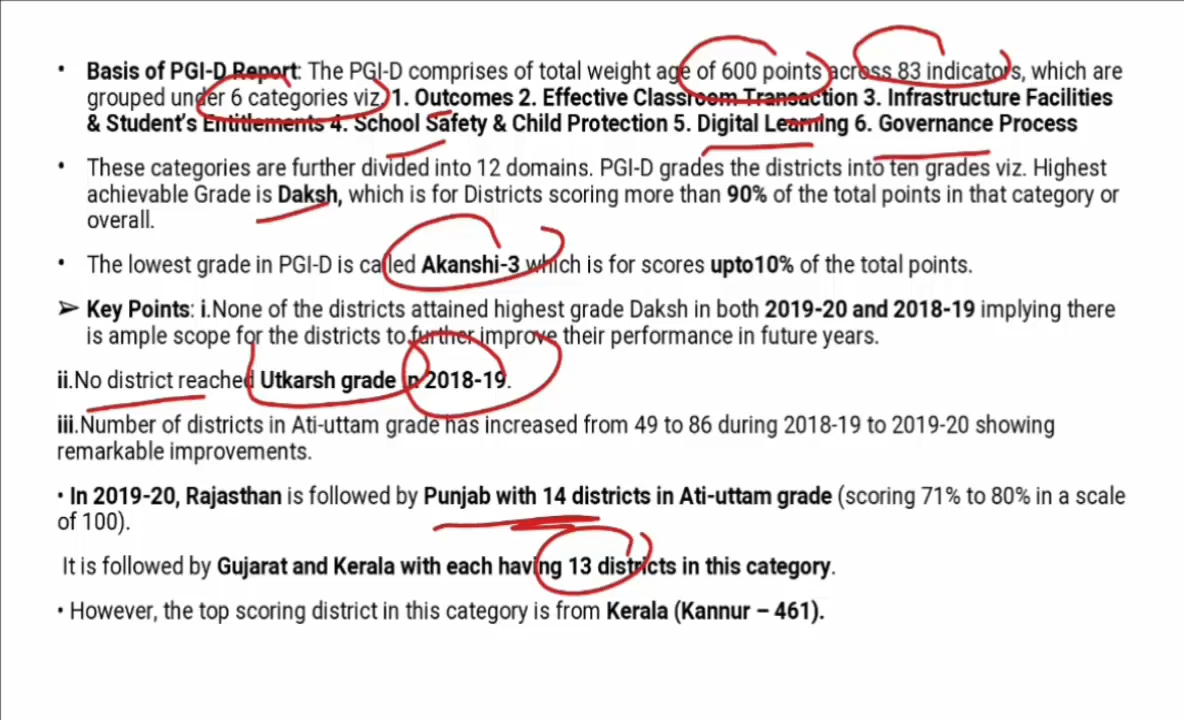 • Basis of PGI-D Report: The PGI-D comprises of total weight age of 600 points across 83 indicators, which are
grouped under 6 categories viz. 1. Outcomes 2. Effective Classroom Transaction 3. Infrastructure Facilities
& Student's Entitlements 4. School Safety & Child Protection 5. Digital Learning 6. Governance Process
• These categories are further divided into 12 domains. PGI-D grades the districts into ten grades viz. Highest
achievable Grade is Daksh, which is for Districts scoring more than 90% of the total points in that category or
overall.
• The lowest grade in PGI-D is called Akanshi-3 which is for scores upto10% of the total points.
➢ Key Points: i.None of the districts attained highest grade Daksh in both 2019-20 and 2018-19 implying there
is ample scope for the districts to further improve their performance in future years.
ii.No district reached Utkarsh grade in 2018-19.
iii.Number of districts in Ati-uttam grade has increased from 49 to 86 during 2018-19 to 2019-20 showing
remarkable improvements.
• In 2019-20, Rajasthan is followed by Punjab with 14 districts in Ati-uttam grade (scoring 71% to 80% in a scale
of 100).
It is followed by Gujarat and Kerala with each having 13 districts in this category.
• However, the top scoring district in this category is from Kerala (Kannur – 461).